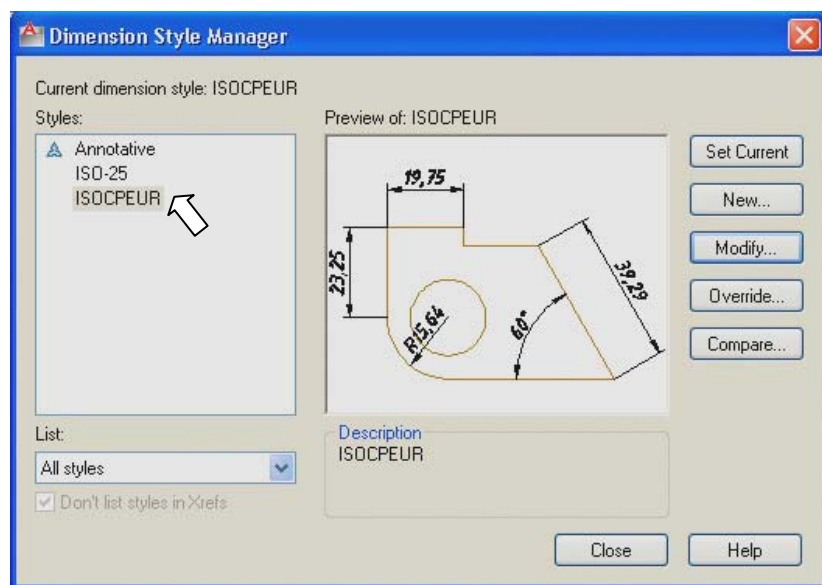 Dimension Style Manager
Current dimension style: ISOCPEUR
Styles:
Annotative
ISO-25
ISOCPEUR
List:
All styles
Don't list styles in Xrefs
Preview of: ISOCPEUR
19,75
23,25
R15,64
60°
39,29
Description
ISOCPEUR
Set Current
New...
Modify...
Override...
Compare...
Close
Help